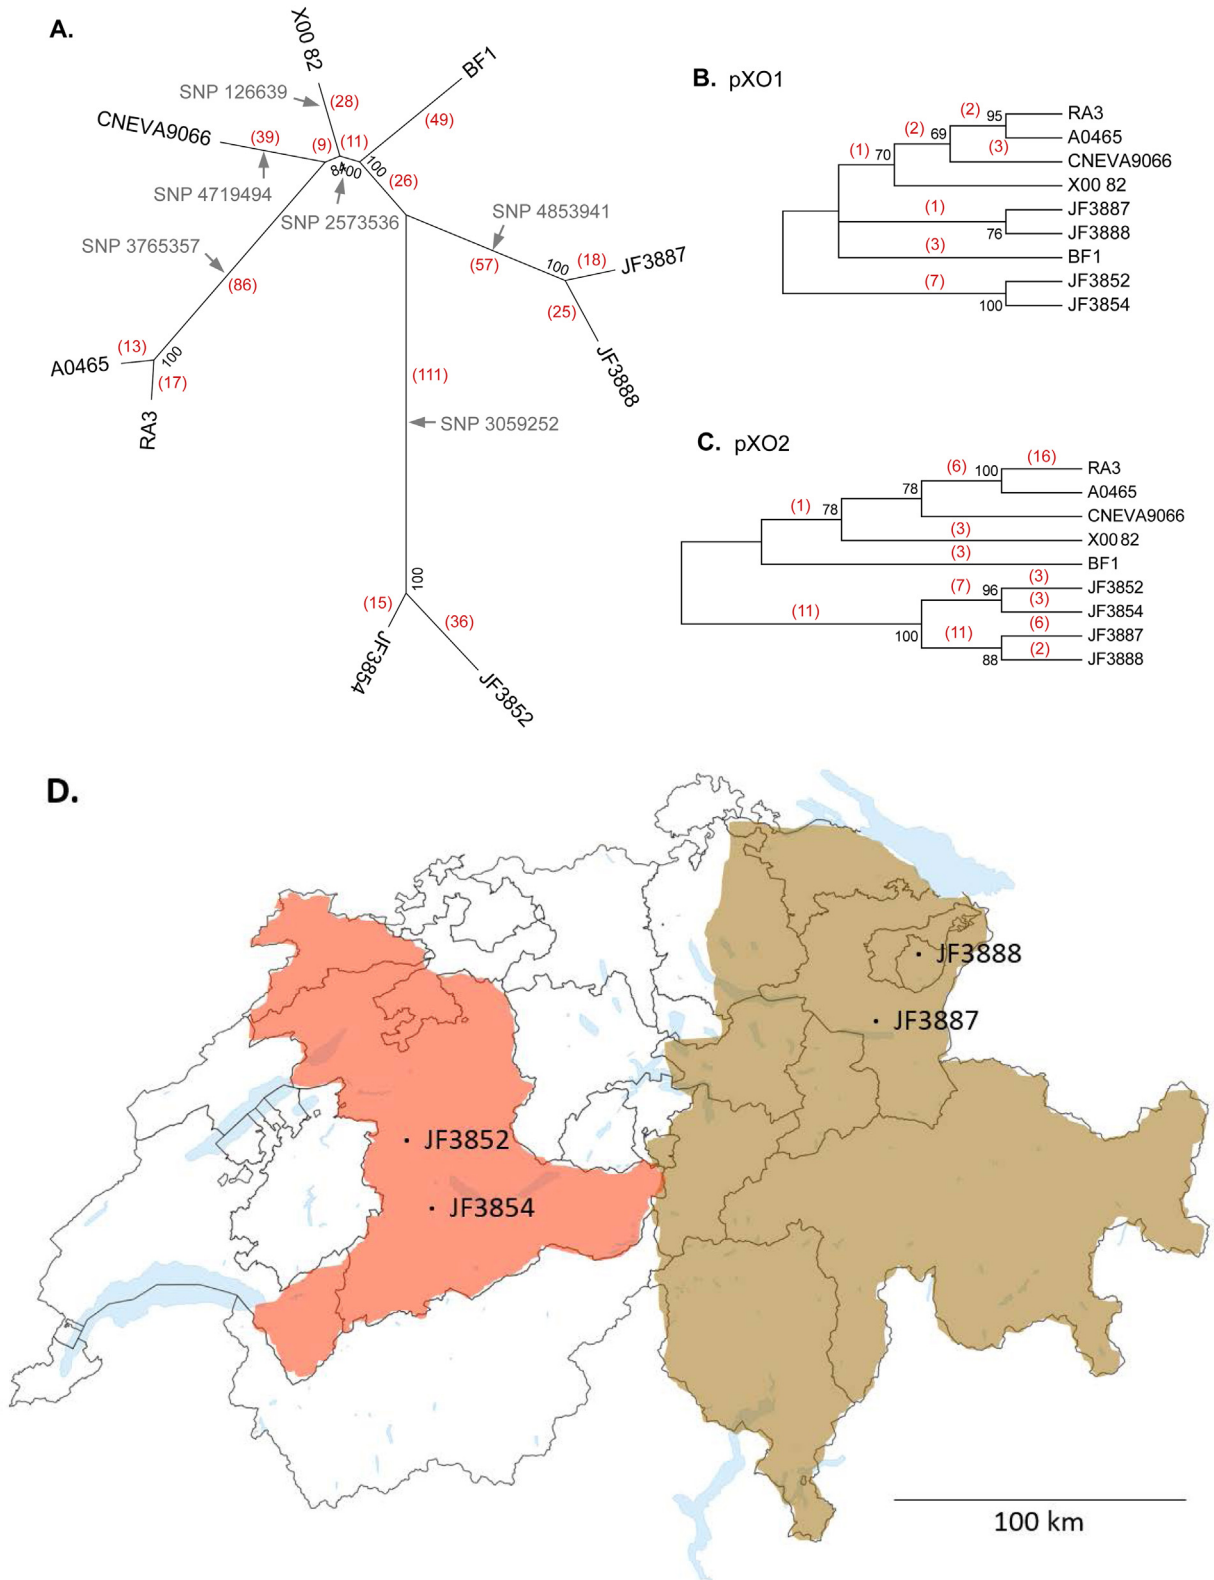 A.
X00 82
BF1
SNP 126639
(28)
(49)
CNEVA9066
(39)
(9)
(11)
100
100
(26)
SNP 4719494
SNP 2573536
SNP 4853941
SNP 3765357
(57)
100
(18)
JF3887
(86)
(25)
JF3888
(13)
A0465
100
(17)
RA3
(111)
SNP 3059252
100
(15)
(36)
JF3854
JF3852
B. pXO1
(2)
95
RA3
(2)
69
A0465
(3)
(1)
70
CNEVA9066
X00 82
(1)
JF3887
76
JF3888
(3)
BF1
(7)
JF3852
100
JF3854
C. pXO2
(6)
100
(16)
RA3
78
A0465
(1)
78
CNEVA9066
(3)
X00 82
(3)
BF1
(7)
96
(3)
JF3852
(3)
JF3854
(11)
100
(11)
(6)
JF3887
88
(2)
JF3888
D.
JF3888
JF3887
JF3852
JF3854
100 km